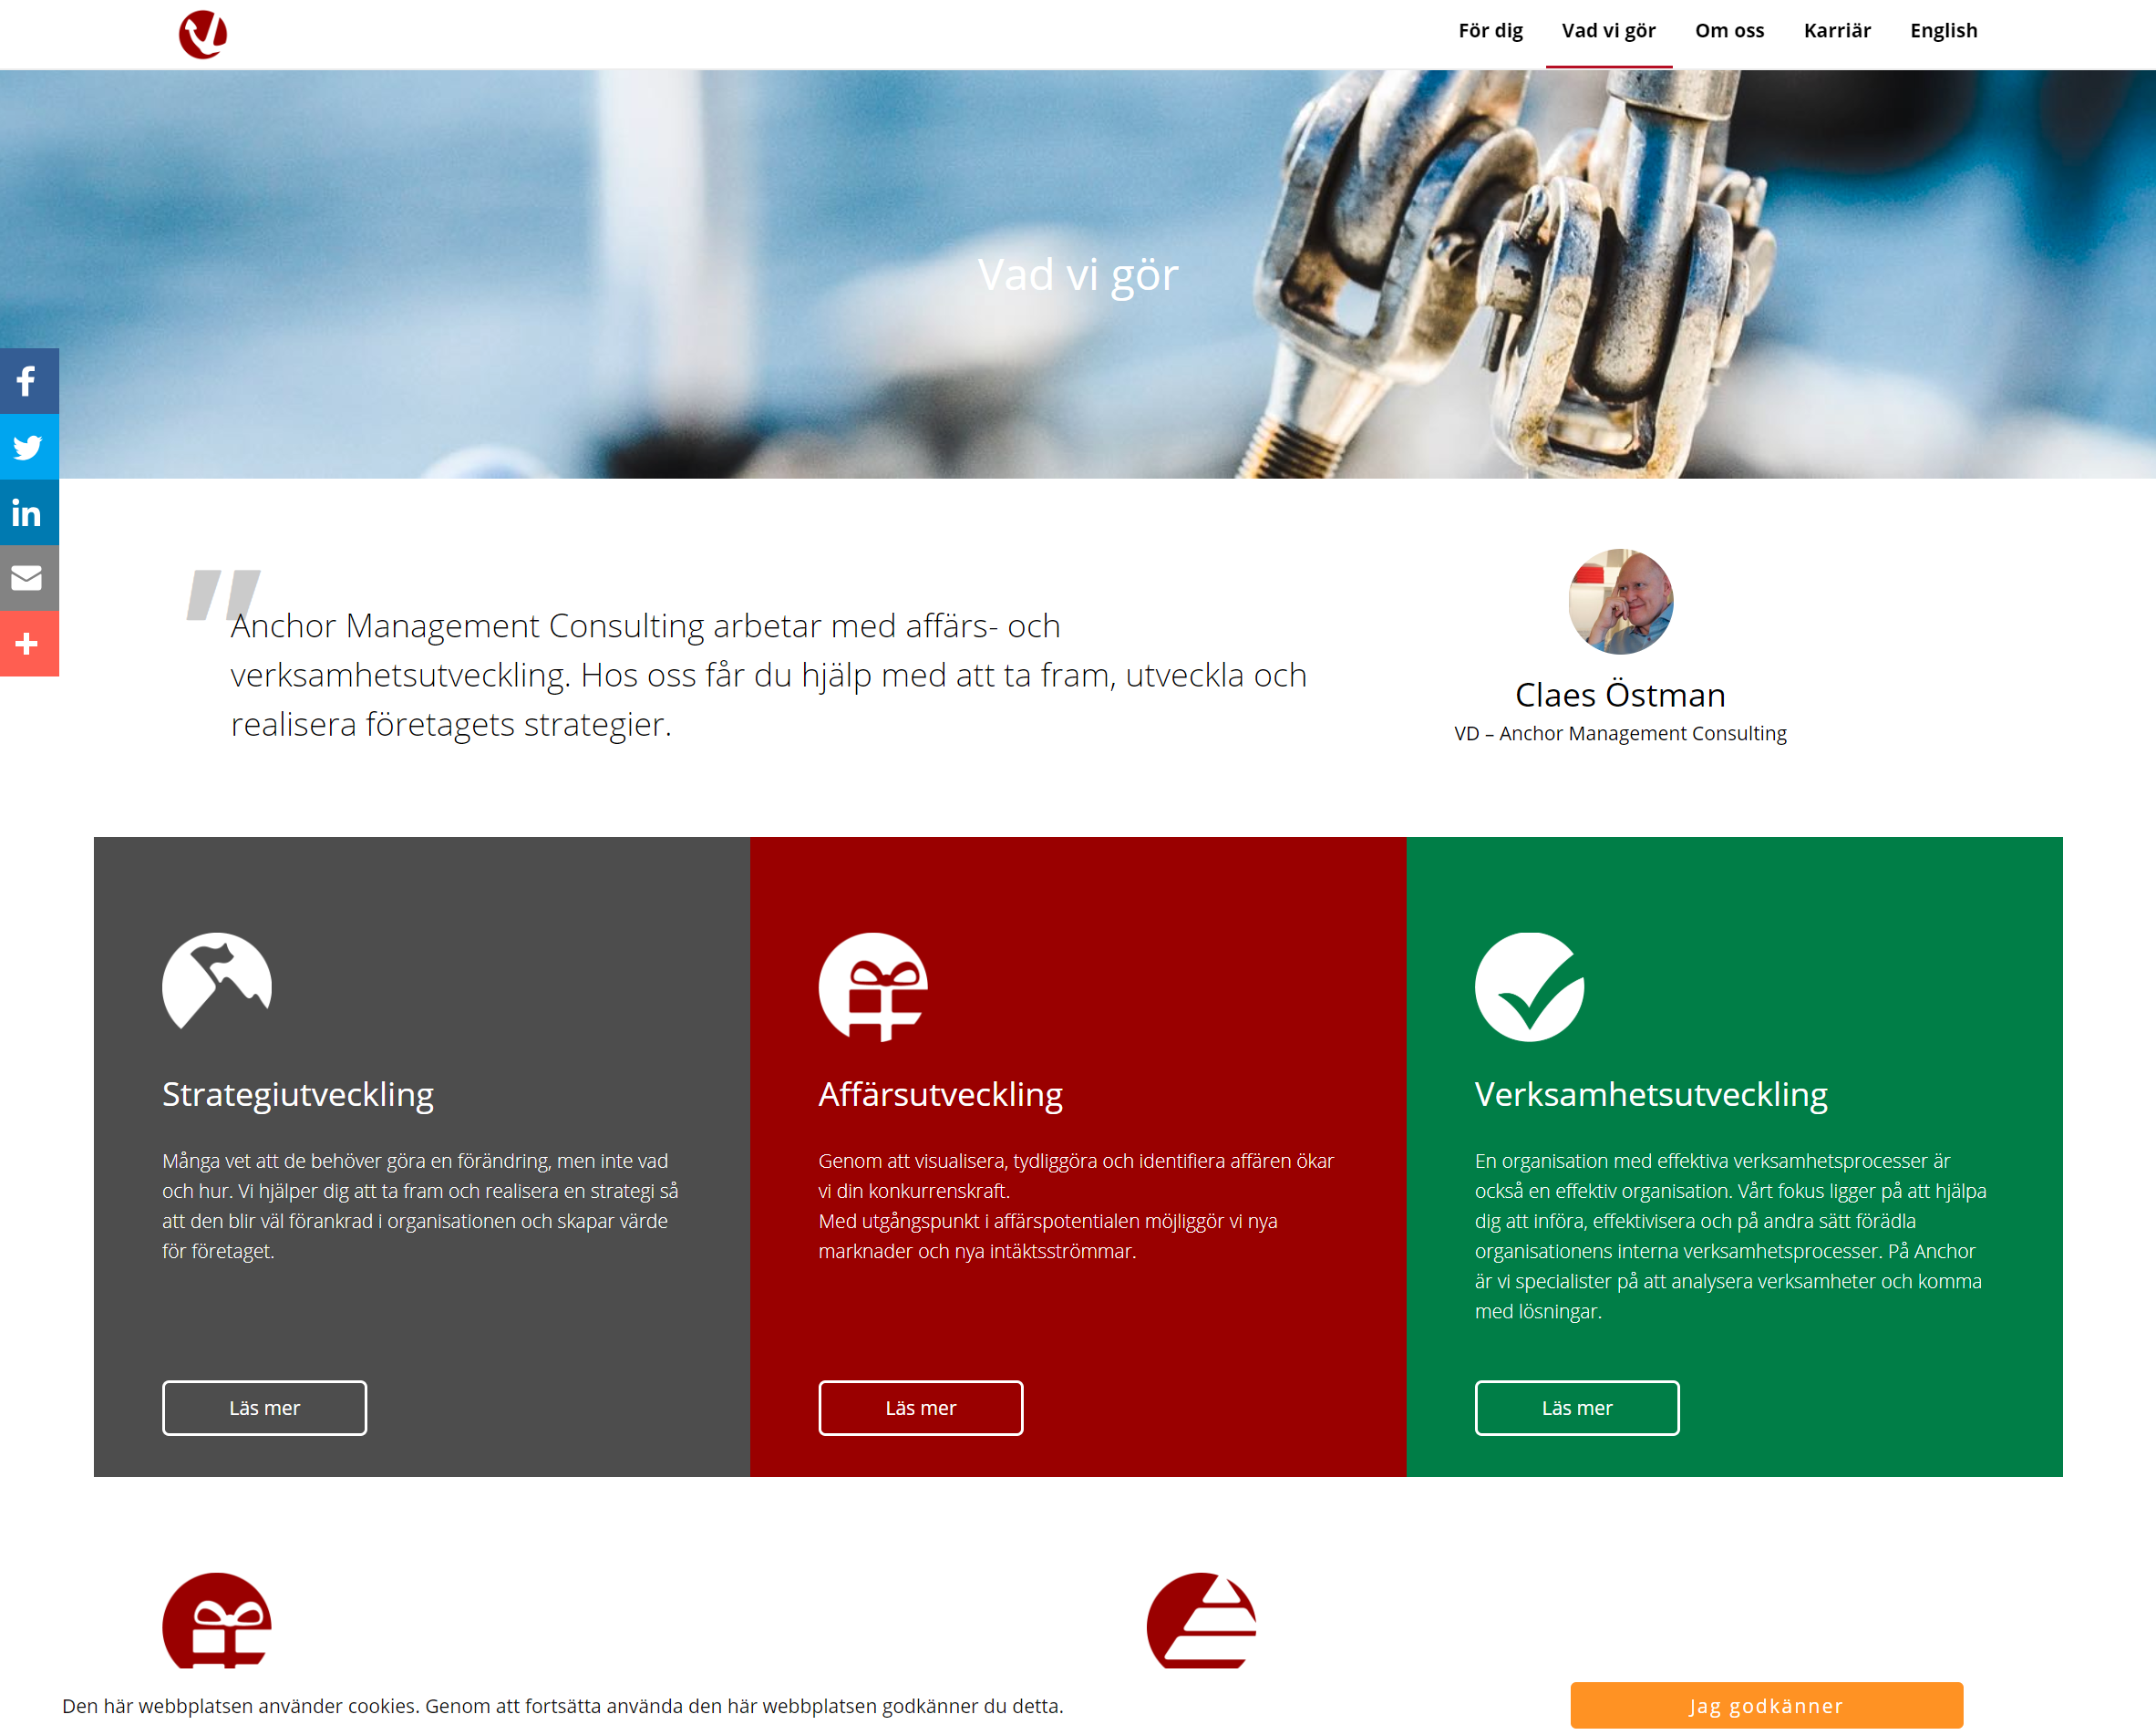 För dig
Vad vi gör
Om oss
Karriär
English
Vad vi gör
Anchor Management Consulting arbetar med affärs- och
verksamhetsutveckling. Hos oss får du hjälp med att ta fram, utveckla och
realisera företagets strategier.
Claes Östman
VD – Anchor Management Consulting
Strategiutveckling
Många vet att de behöver göra en förändring, men inte vad
och hur. Vi hjälper dig att ta fram och realisera en strategi så
att den blir väl förankrad i organisationen och skapar värde
för företaget.
Läs mer
Affärsutveckling
Genom att visualisera, tydliggöra och identifiera affären ökar
vi din konkurrenskraft.
Med utgångspunkt i affärspotentialen möjliggör vi nya
marknader och nya intäktsströmmar.
Läs mer
Verksamhetsutveckling
En organisation med effektiva verksamhetsprocesser är
också en effektiv organisation. Vårt fokus ligger på att hjälpa
dig att införa, effektivisera och på andra sätt förädla
organisationens interna verksamhetsprocesser. På Anchor
är vi specialister på att analysera verksamheter och komma
med lösningar.
Läs mer
Den här webbplatsen använder cookies. Genom att fortsätta använda den här webbplatsen godkänner du detta.
Jag godkänner